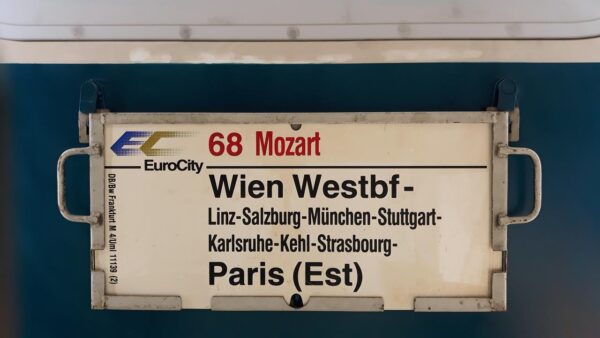 EC
EuroCity
68 Mozart
Wien Westbf-
Linz-Salzburg-München-Stuttgart-
Karlsruhe-Kehl-Strasbourg-
Paris (Est)
DB/Bw Frankfurt M 4/Uml 11139 (2)